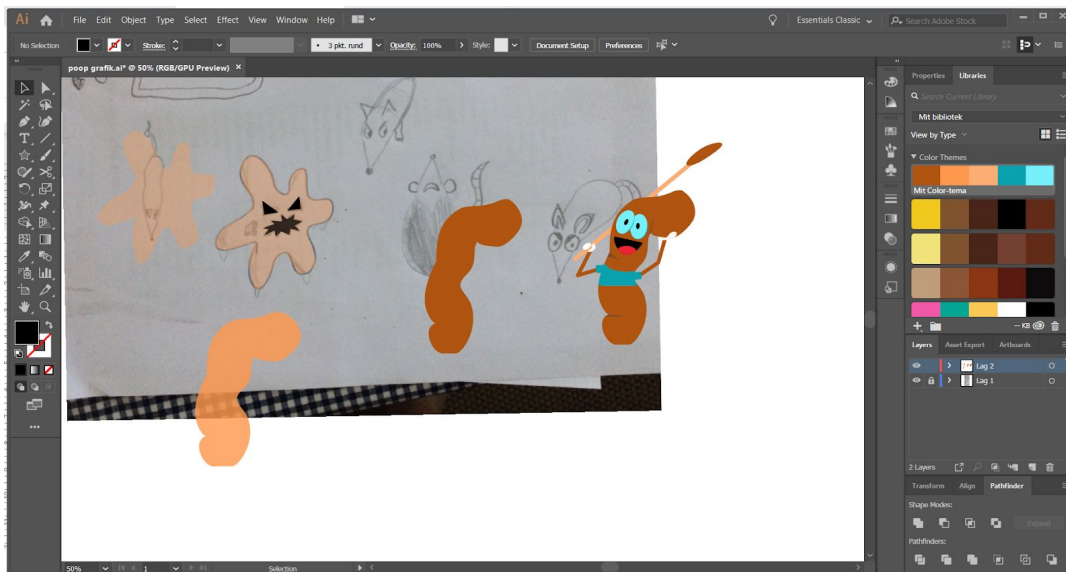 Ai File Edit Object Type Select Effect View Window Help Essentials Classic Search Adobe Stock
No Selection Stroke: 3 pkt. rund Opacity: 100% Style: Document Setup Preferences
poop grafik.ai* @ 50% (RGB/GPU Preview) ×
Properties Libraries
Search Current Library
Mit bibliotek
View by Type
Color Themes
Mit Color-tema
-- KB
Layers Asset Export Artboards
Lag 2
Lag 1
2 Layers
Transform Align Pathfinder
Shape Modes:
Expand
Pathfinders:
50% 1 Selection